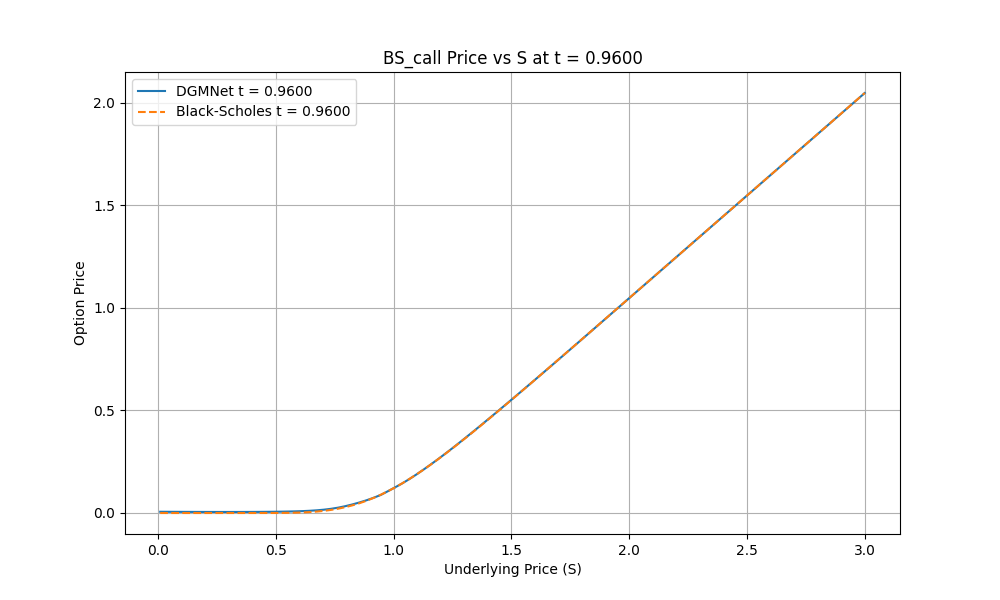 BS_call Price vs S at t = 0.9600
DGMNet t = 0.9600
Black-Scholes t = 0.9600
Option Price
2.0
1.5
1.0
0.5
0.0
0.0 0.5 1.0 1.5 2.0 2.5 3.0
Underlying Price (S)